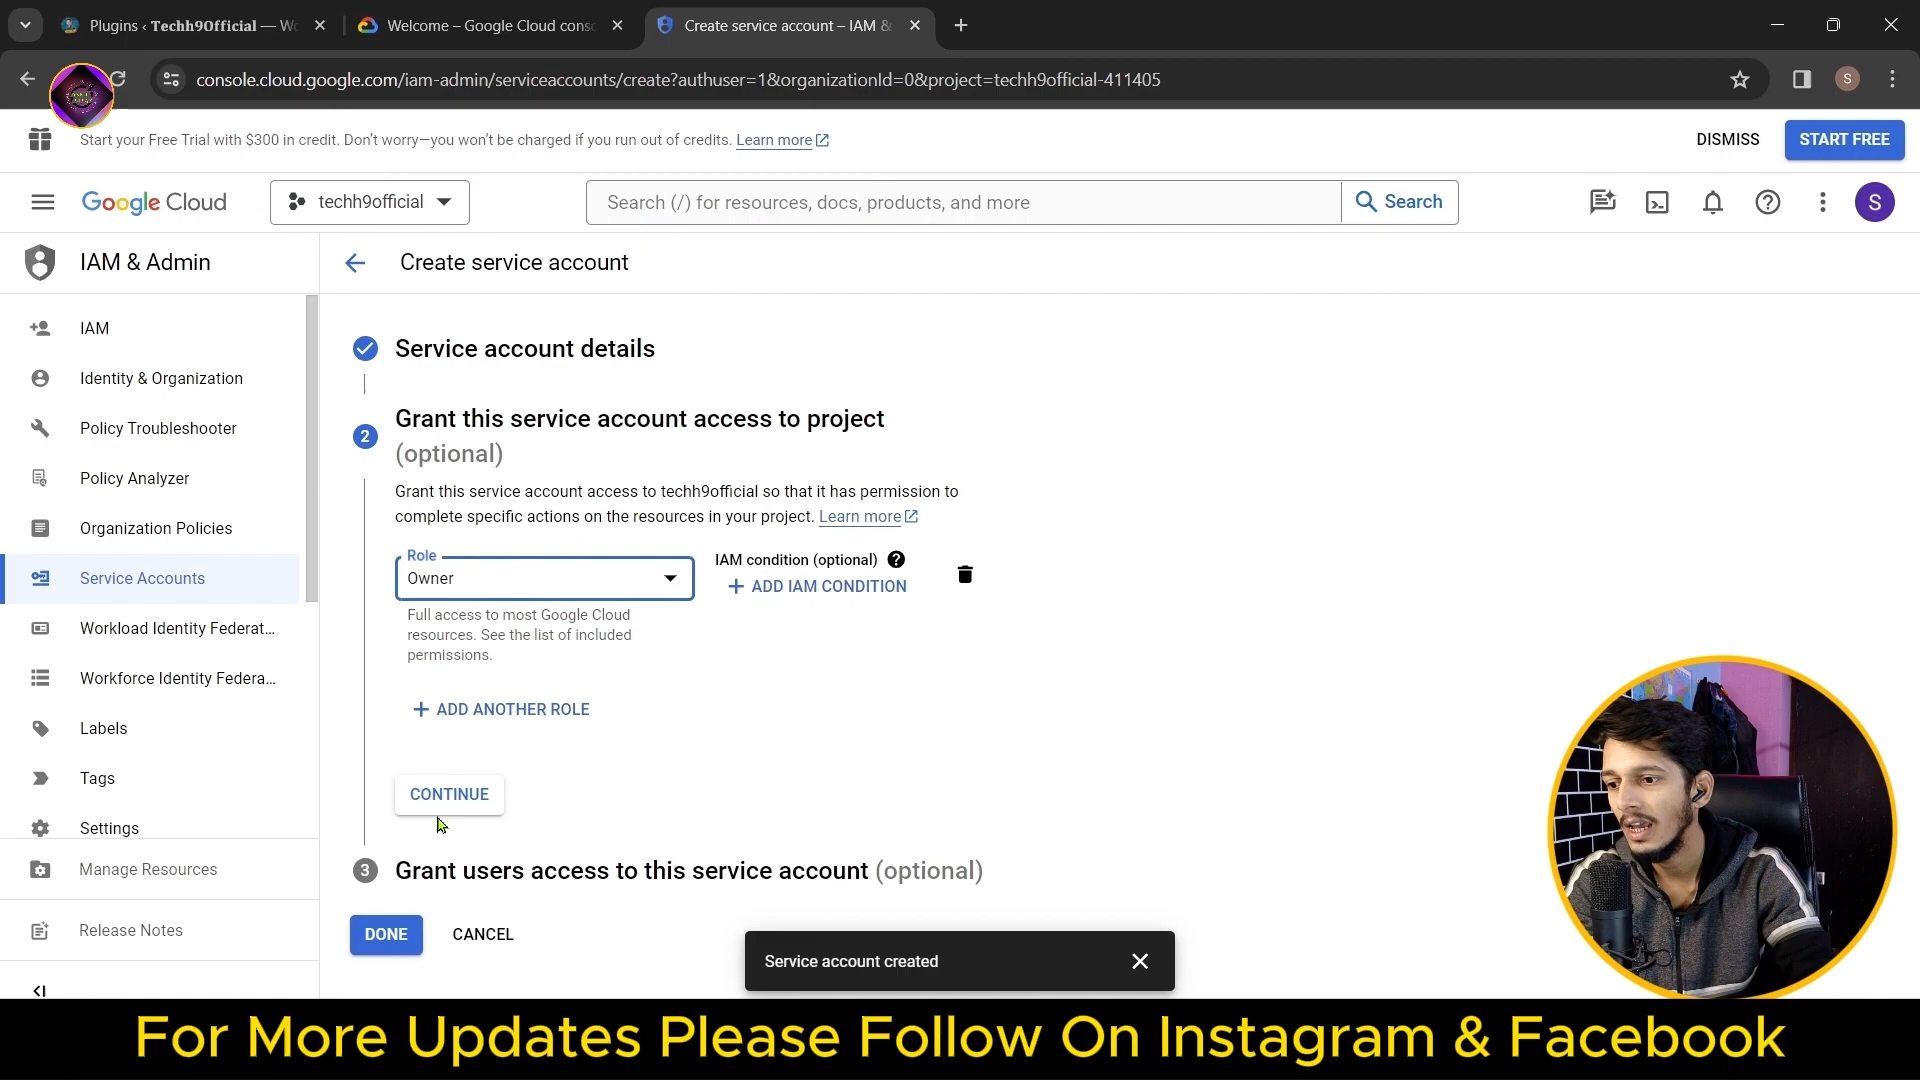 Plugins ‹ Techh9Official — Wo
Welcome – Google Cloud cons
Create service account – IAM &
console.cloud.google.com/iam-admin/serviceaccounts/create?authuser=1&organizationId=0&project=techh9official-411405
S
Start your Free Trial with $300 in credit. Don't worry—you won't be charged if you run out of credits. Learn more
DISMISS
START FREE
Google Cloud
techh9official
Search (/) for resources, docs, products, and more
Search
S
IAM & Admin
Create service account
IAM
Identity & Organization
Policy Troubleshooter
Policy Analyzer
Organization Policies
Service Accounts
Workload Identity Federat...
Workforce Identity Federa...
Labels
Tags
Settings
Manage Resources
Release Notes
Service account details
2
Grant this service account access to project
(optional)
Grant this service account access to techh9official so that it has permission to
complete specific actions on the resources in your project. Learn more
Role
Owner
IAM condition (optional)
+ ADD IAM CONDITION
Full access to most Google Cloud
resources. See the list of included
permissions.
+ ADD ANOTHER ROLE
CONTINUE
3
Grant users access to this service account (optional)
DONE
CANCEL
Service account created
For More Updates Please Follow On Instagram & Facebook